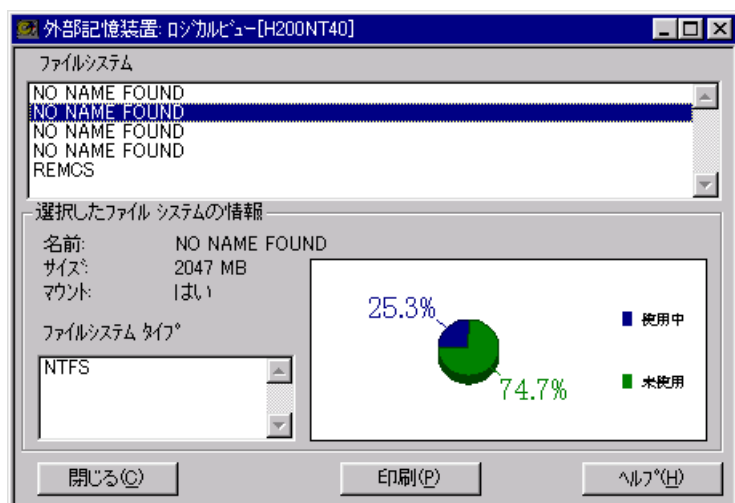 外部記憶装置: ﾛｼﾞｶﾙﾋﾞｭｰ[H200NT40]
ﾌｧｲﾙｼｽﾃﾑ
NO NAME FOUND
NO NAME FOUND
NO NAME FOUND
NO NAME FOUND
REMCS
選択したﾌｧｲﾙ ｼｽﾃﾑの情報
名前: NO NAME FOUND
ｻｲｽﾞ: 2047 MB
ﾏｳﾝﾄ: はい
ﾌｧｲﾙｼｽﾃﾑ ﾀｲﾌﾟ
NTFS
25.3%
74.7%
使用中
未使用
閉じる(C)
印刷(P)
ﾍﾙﾌﾟ(H)